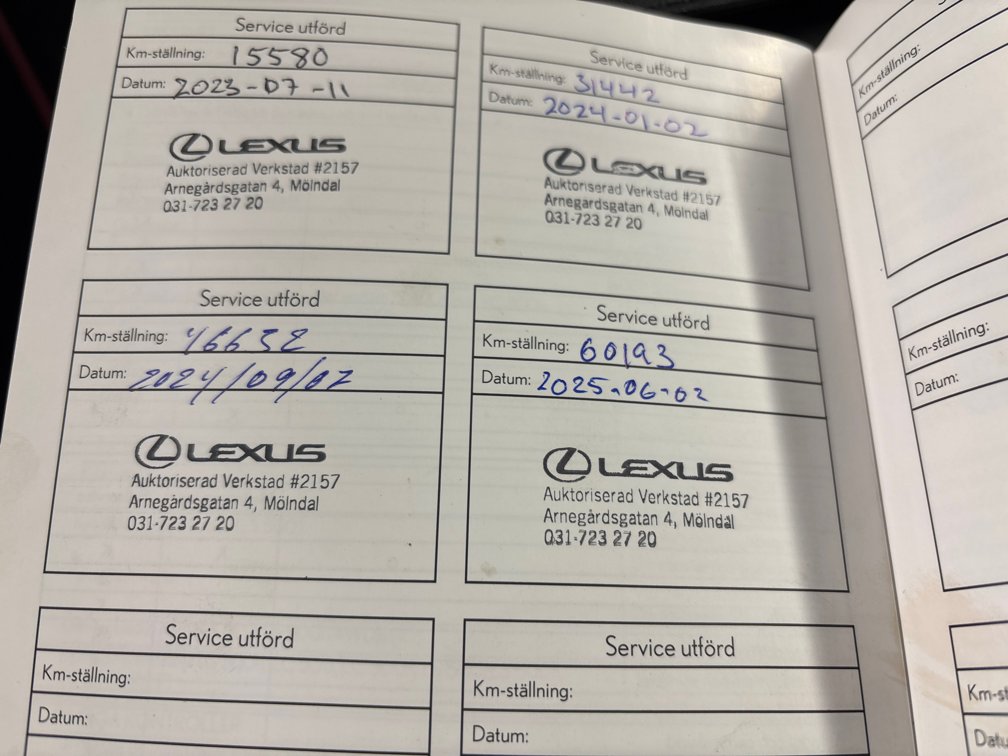 Service utförd
Km-ställning: 15580
Datum: 2023-07-11
LEXUS
Auktoriserad Verkstad #2157
Arnegårdsgatan 4, Mölndal
031-723 27 20
Service utförd
Km-ställning: 31442
Datum: 2024-01-02
LEXUS
Auktoriserad Verkstad #2157
Arnegårdsgatan 4, Mölndal
031-723 27 20
Service utförd
Km-ställning:
Datum: 2024/09/02
LEXUS
Auktoriserad Verkstad #2157
Arnegårdsgatan 4, Mölndal
031-723 27 20
Service utförd
Km-ställning: 60193
Datum: 2025-06-02
LEXUS
Auktoriserad Verkstad #2157
Arnegårdsgatan 4, Mölndal
031-723 27 20
Service utförd
Km-ställning:
Datum:
Service utförd
Km-ställning:
Datum:
Km-ställning:
Datum:
Km-ställning:
Datum:
Km-st
Datu